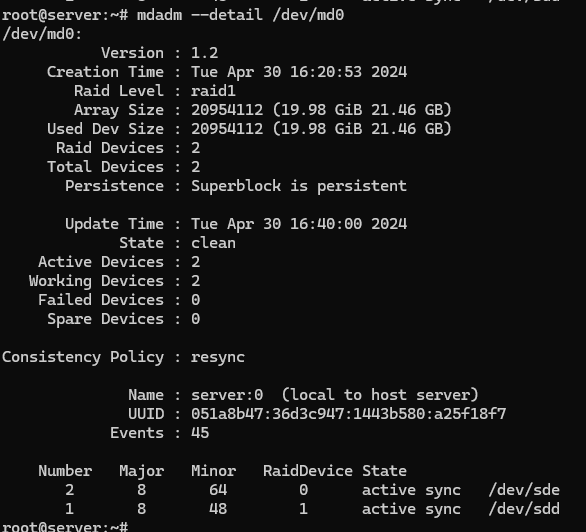 root@server:~# mdadm --detail /dev/md0
/dev/md0:
Version : 1.2
Creation Time : Tue Apr 30 16:20:53 2024
Raid Level : raid1
Array Size : 20954112 (19.98 GiB 21.46 GB)
Used Dev Size : 20954112 (19.98 GiB 21.46 GB)
Raid Devices : 2
Total Devices : 2
Persistence : Superblock is persistent
Update Time : Tue Apr 30 16:40:00 2024
State : clean
Active Devices : 2
Working Devices : 2
Failed Devices : 0
Spare Devices : 0
Consistency Policy : resync
Name : server:0  (local to host server)
UUID : 051a8b47:36d3c947:1443b580:a25f18f7
Events : 45
Number   Major   Minor   RaidDevice State
2       8       64        0      active sync   /dev/sde
1       8       48        1      active sync   /dev/sdd
root@server:~#